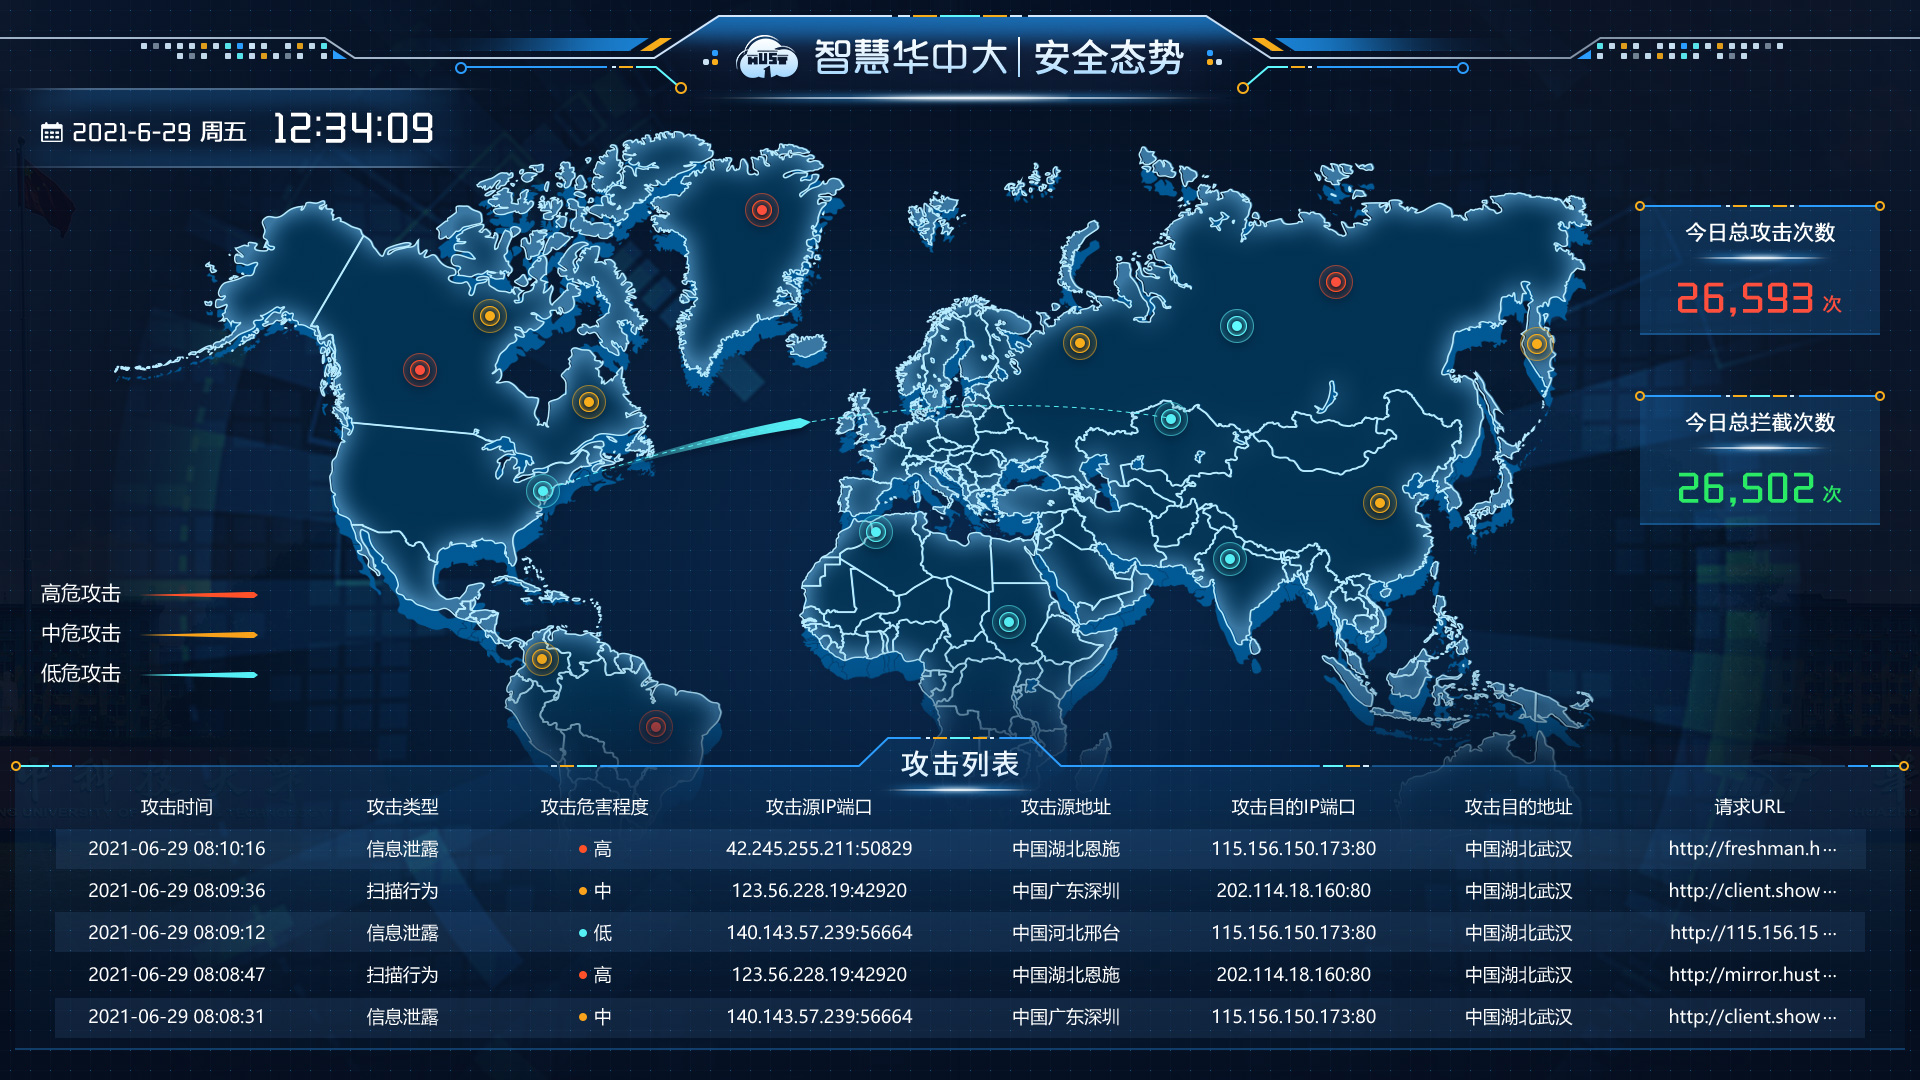 HUST
智慧华中大 | 安全态势
2021-6-29 周五 12:34:09
今日总攻击次数
26,593 次
今日总拦截次数
26,502 次
高危攻击
中危攻击
低危攻击
攻击列表
攻击时间 攻击类型 攻击危害程度 攻击源IP端口 攻击源地址 攻击目的IP端口 攻击目的地址 请求URL
2021-06-29 08:10:16 信息泄露 高 42.245.255.211:50829 中国湖北恩施 115.156.150.173:80 中国湖北武汉 http://freshman.h···
2021-06-29 08:09:36 扫描行为 中 123.56.228.19:42920 中国广东深圳 202.114.18.160:80 中国湖北武汉 http://client.show···
2021-06-29 08:09:12 信息泄露 低 140.143.57.239:56664 中国河北邢台 115.156.150.173:80 中国湖北武汉 http://115.156.15···
2021-06-29 08:08:47 扫描行为 高 123.56.228.19:42920 中国湖北恩施 202.114.18.160:80 中国湖北武汉 http://mirror.hust···
2021-06-29 08:08:31 信息泄露 中 140.143.57.239:56664 中国广东深圳 115.156.150.173:80 中国湖北武汉 http://client.show···